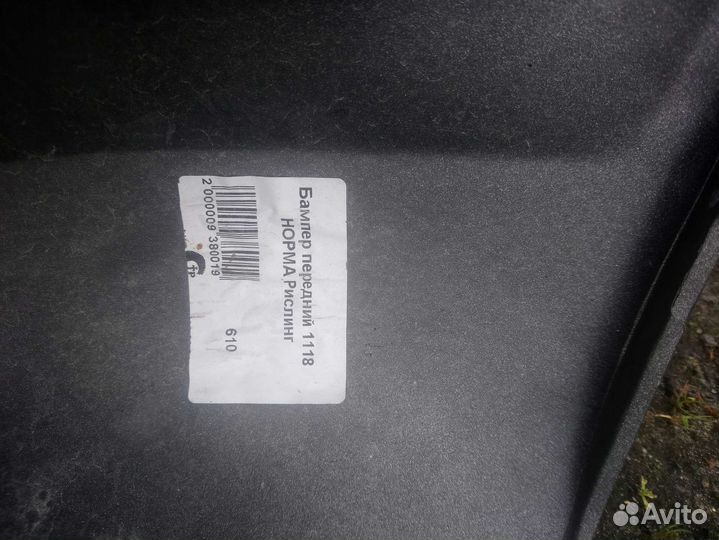 Бампер передний 1118
НОРМА Рислинг
2 000009 380019
610
Avito